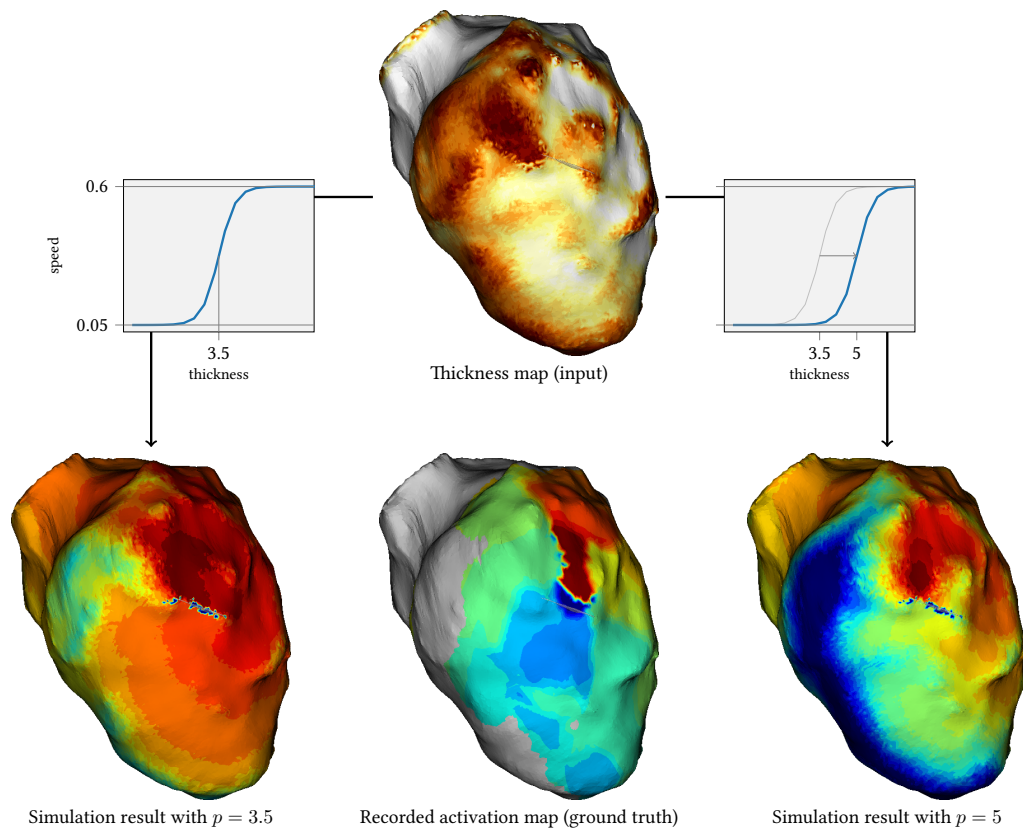 0.6
speed
0.05
3.5
thickness
Thickness map (input)
3.5 5
thickness
Simulation result with p = 3.5
Recorded activation map (ground truth)
Simulation result with p = 5